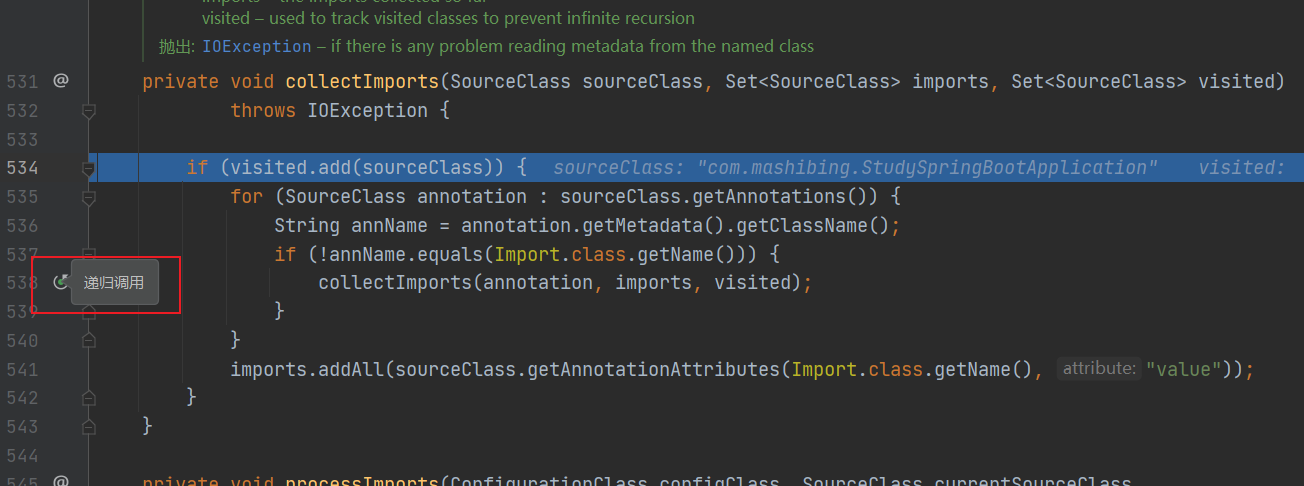 imports – the imports collected so far
visited – used to track visited classes to prevent infinite recursion
抛出: IOException – if there is any problem reading metadata from the named class
531 @ private void collectImports(SourceClass sourceClass, Set<SourceClass> imports, Set<SourceClass> visited)
532 throws IOException {
533
534 if (visited.add(sourceClass)) { sourceClass: "com.mashibing.StudySpringBootApplication" visited:
535 for (SourceClass annotation : sourceClass.getAnnotations()) {
536 String annName = annotation.getMetadata().getClassName();
537 if (!annName.equals(Import.class.getName())) {
538 递归调用 collectImports(annotation, imports, visited);
539 }
540 }
541 imports.addAll(sourceClass.getAnnotationAttributes(Import.class.getName(), attribute: "value"));
542 }
543 }
544
545 @ private void processImports(ConfigurationClass configClass, SourceClass currentSourceClass